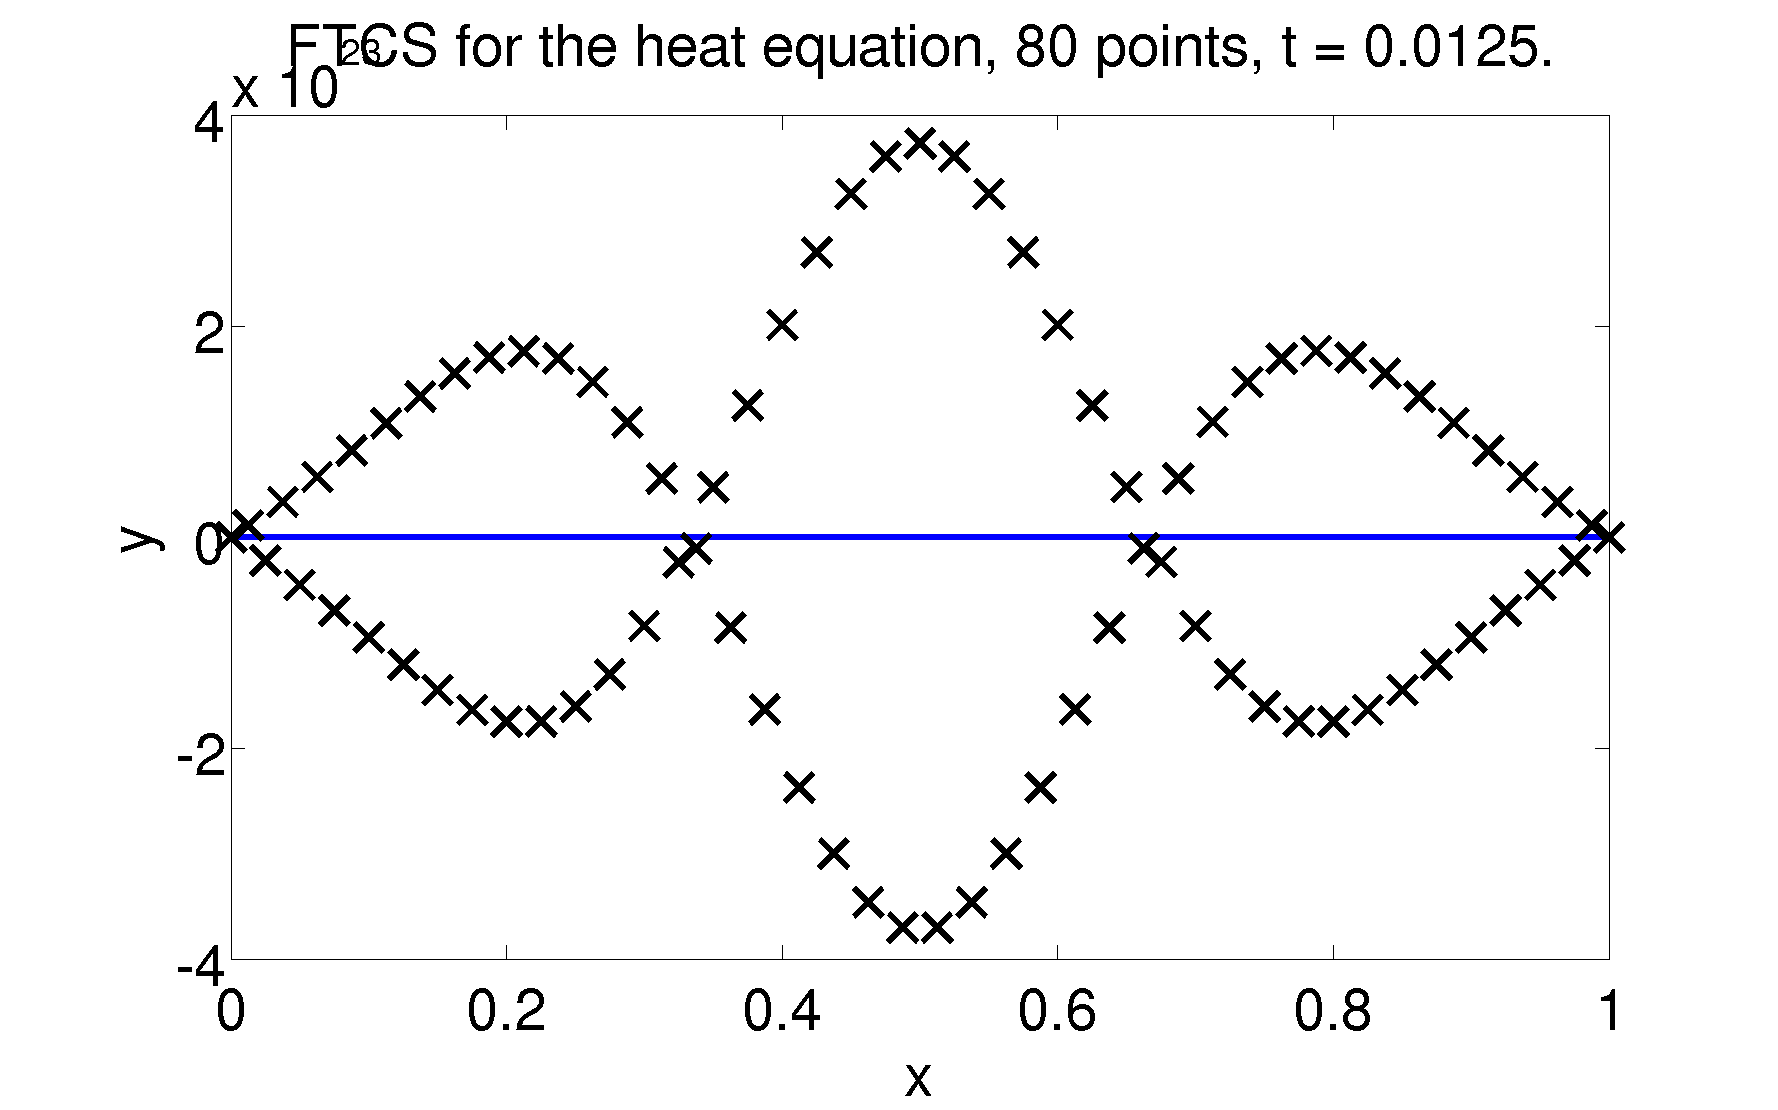 FTCS for the heat equation, 80 points, t = 0.0125.
x 10^23
4
2
0
-2
-4
y
0 0.2 0.4 0.6 0.8 1
x